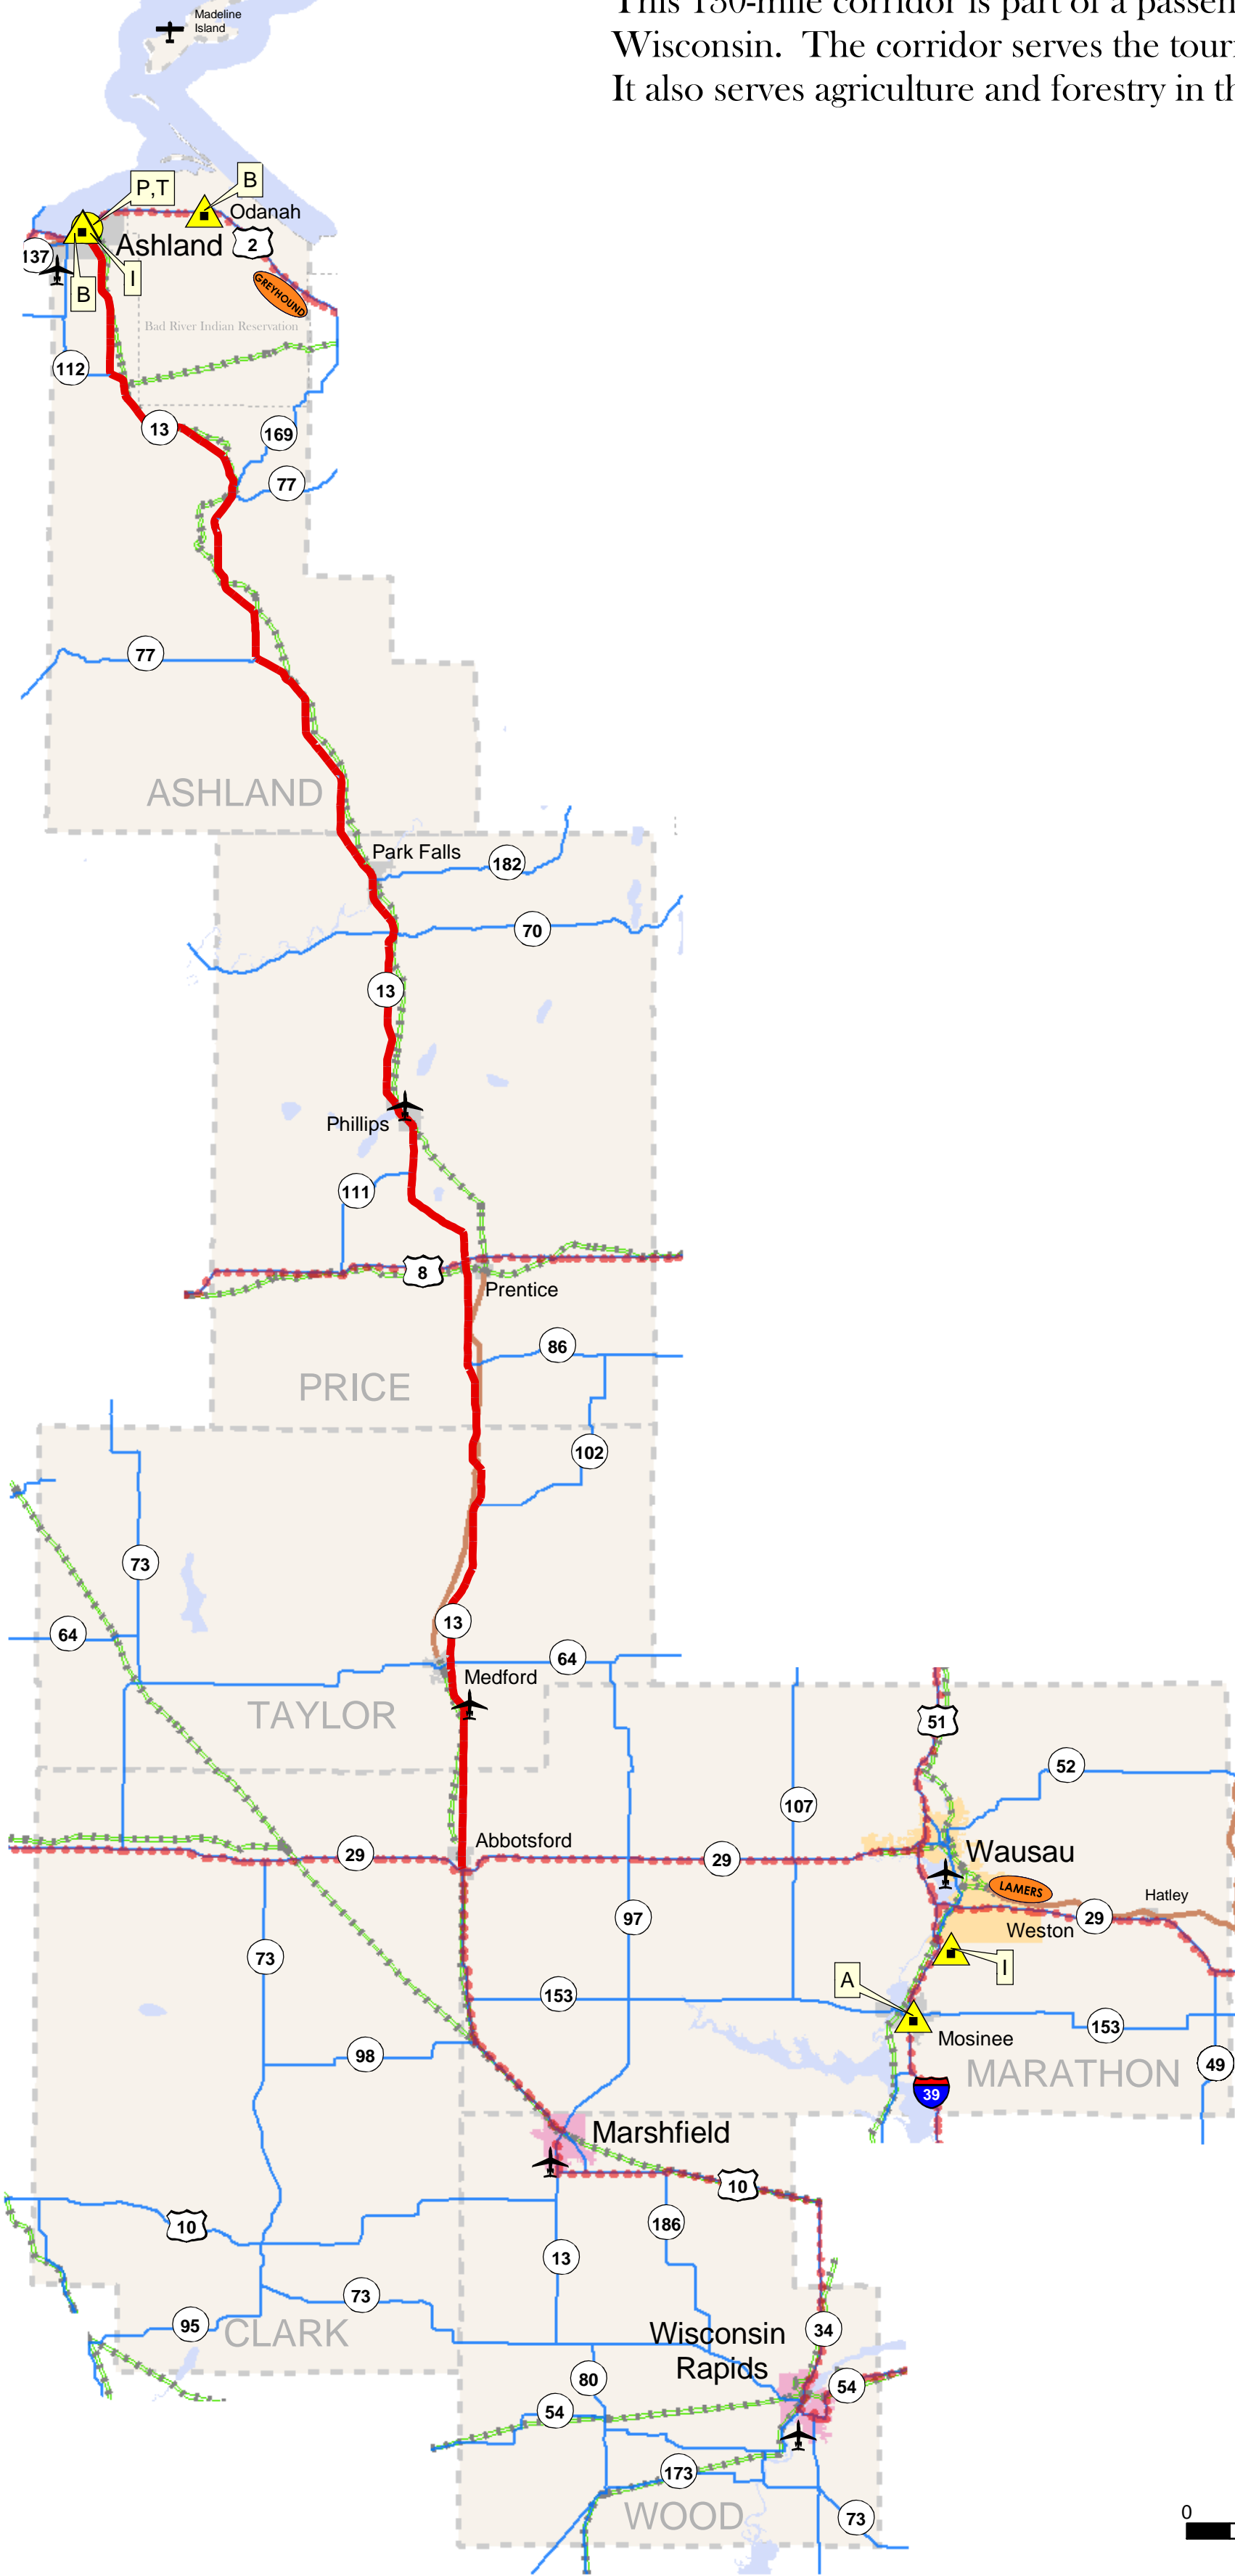 This 130-mile corridor is part of a passen
Wisconsin. The corridor serves the tour
It also serves agriculture and forestry in th
Madeline
Island
P,T
B
Odanah
Ashland
2
137
B
I
GREYHOUND
Bad River Indian Reservation
112
13
169
77
77
ASHLAND
Park Falls
182
70
13
Phillips
111
8
Prentice
86
PRICE
102
73
13
64
64
Medford
TAYLOR
51
52
107
Abbotsford
29
29
Wausau
LAMERS
Hatley
97
29
Weston
73
A
I
153
153
Mosinee
98
MARATHON
49
39
Marshfield
10
186
10
13
73
95
CLARK
34
Wisconsin
Rapids
80
54
54
173
WOOD
73
0